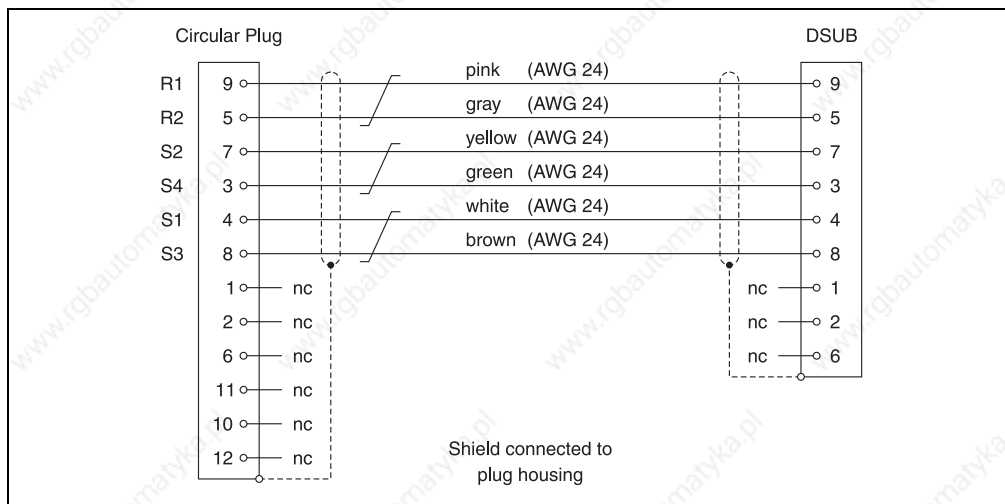 Circular Plug DSUB
R1 9 pink (AWG 24) 9
R2 5 gray (AWG 24) 5
S2 7 yellow (AWG 24) 7
S4 3 green (AWG 24) 3
S1 4 white (AWG 24) 4
S3 8 brown (AWG 24) 8
1 nc nc 1
2 nc nc 2
6 nc nc 6
11 nc
10 nc
12 nc
Shield connected to
plug housing
www.rgbautomatyka.pl